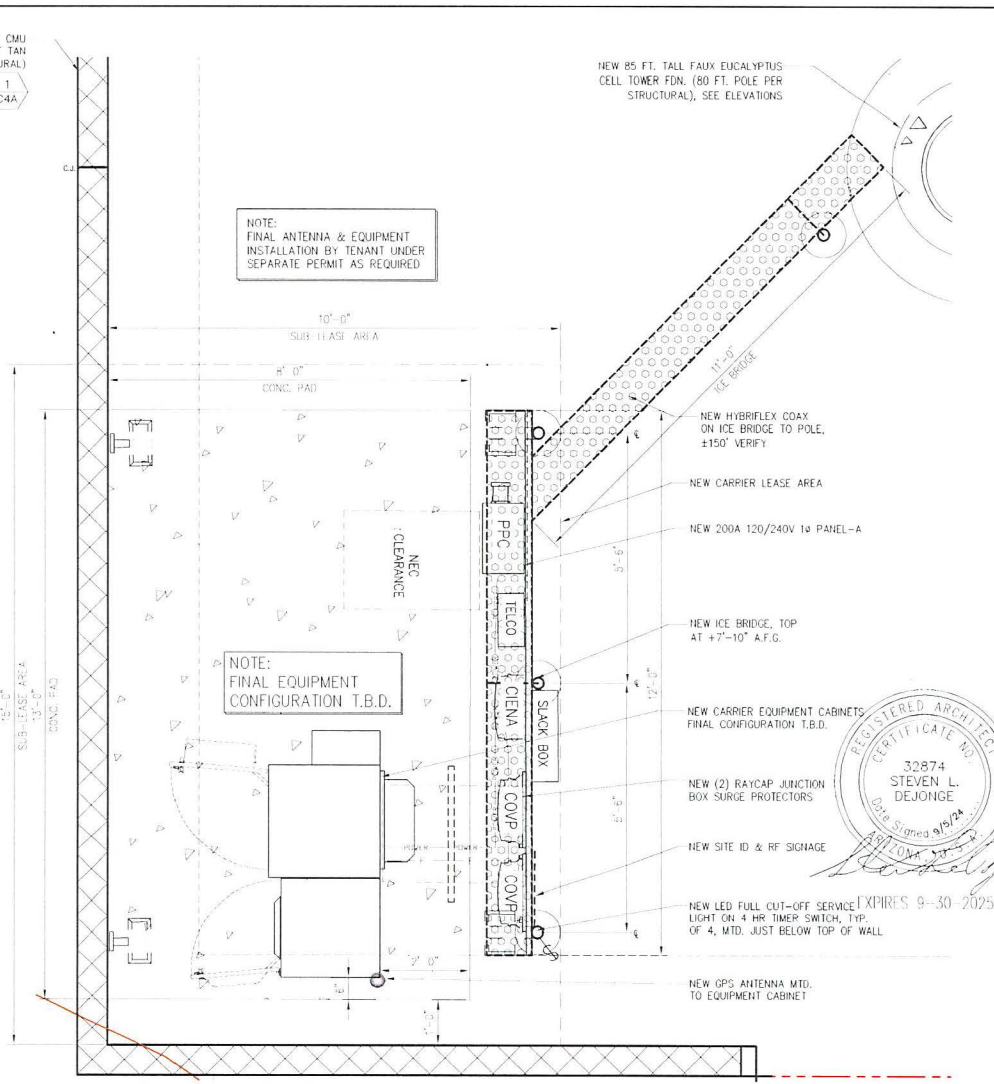 CMU
TAN
URAL)
1
C4A
C.J.
NEW 85 FT. TALL FAUX EUCALYPTUS
CELL TOWER FDN. (80 FT. POLE PER
STRUCTURAL), SEE ELEVATIONS
NOTE:
FINAL ANTENNA & EQUIPMENT
INSTALLATION BY TENANT UNDER
SEPARATE PERMIT AS REQUIRED
10'-0"
SUB LEASE AREA
8' 0"
CONC. PAD
11'-0"
ICE BRIDGE
NEW HYBRIFLEX COAX
ON ICE BRIDGE TO POLE,
±150' VERIFY
NEW CARRIER LEASE AREA
NEW 200A 120/240V 1ø PANEL-A
NEC
CLEARANCE
PPC
TELCO
CIENA
SLACK BOX
COVP
COVP
5'-6"
12'-0"
5'-6"
NEW ICE BRIDGE, TOP
AT +7'-10" A.F.G.
NOTE:
FINAL EQUIPMENT
CONFIGURATION T.B.D.
SUB-LEASE AREA
13'-0"
CONC. PAD
NEW CARRIER EQUIPMENT CABINETS
FINAL CONFIGURATION T.B.D.
NEW (2) RAYCAP JUNCTION
BOX SURGE PROTECTORS
NEW SITE ID & RF SIGNAGE
NEW LED FULL CUT-OFF SERVICE
LIGHT ON 4 HR TIMER SWITCH, TYP.
OF 4, MTD. JUST BELOW TOP OF WALL
NEW GPS ANTENNA MTD.
TO EQUIPMENT CABINET
POWER
2' 0"
6"
1'-0"
REGISTERED ARCHITECT
CERTIFICATE NO.
32874
STEVEN L.
DEJONGE
Date Signed 9/5/24
ARIZONA, U.S.A.
EXPIRES 9-30-2025